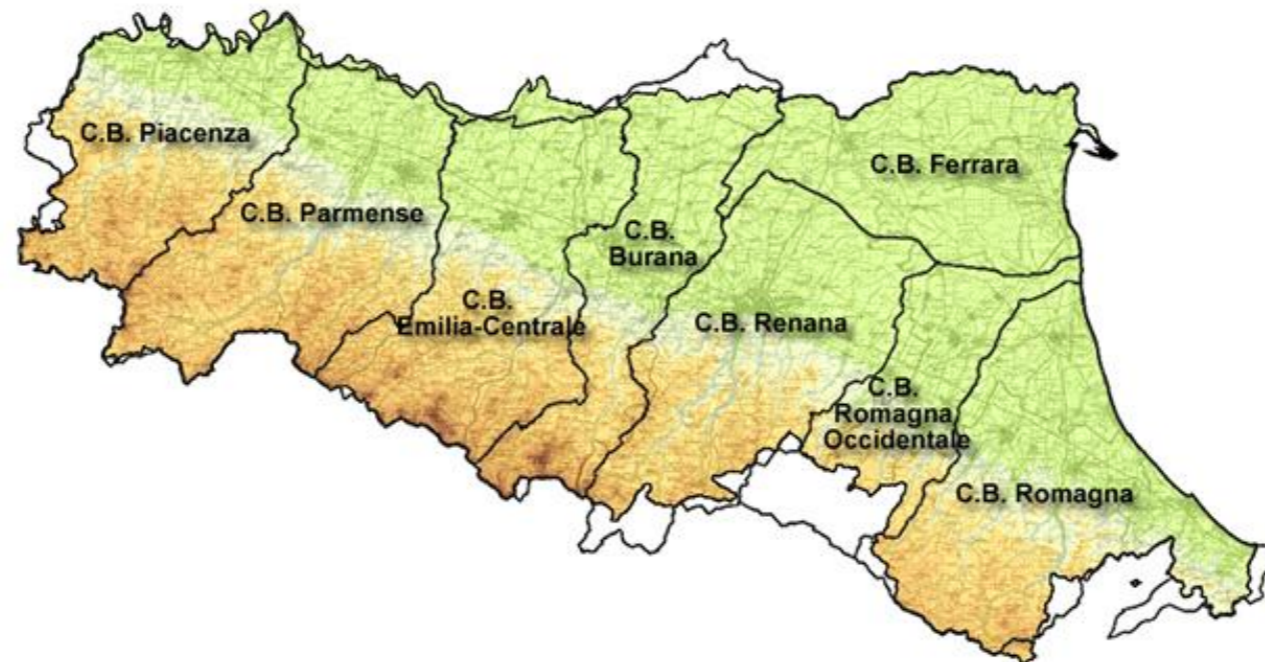 C.B. Piacenza
C.B. Ferrara
C.B. Parmense
C.B.
Burana
C.B.
Emilia-Centrale
C.B. Renana
C.B.
Romagna
Occidentale
C.B. Romagna